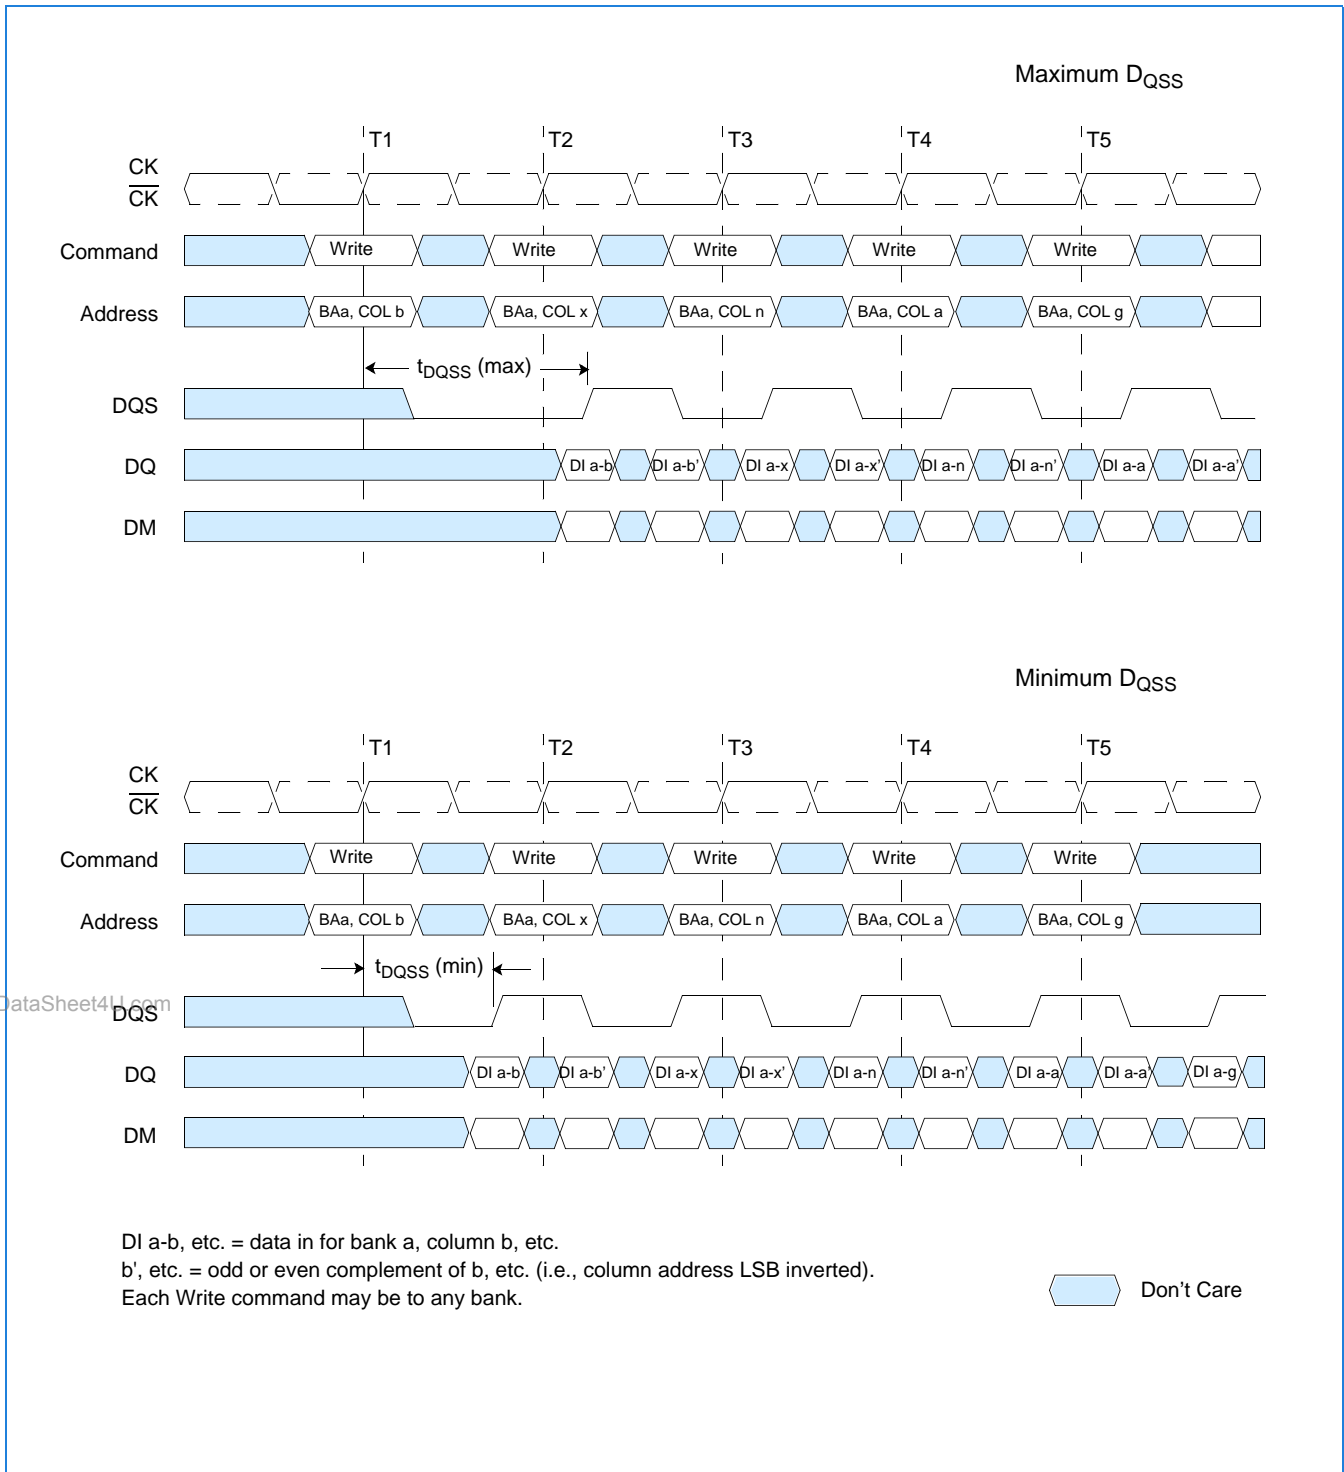 Maximum DQSS
T1 T2 T3 T4 T5
CK
CK
Command Write Write Write Write Write
Address BAa, COL b BAa, COL x BAa, COL n BAa, COL a BAa, COL g
tDQSS (max)
DQS
DQ DI a-b DI a-b’ DI a-x DI a-x’ DI a-n DI a-n’ DI a-a DI a-a’
DM
Minimum DQSS
T1 T2 T3 T4 T5
CK
CK
Command Write Write Write Write Write
Address BAa, COL b BAa, COL x BAa, COL n BAa, COL a BAa, COL g
tDQSS (min)
DataSheet4U.com
DQS
DQ DI a-b DI a-b’ DI a-x DI a-x’ DI a-n DI a-n’ DI a-a DI a-a’ DI a-g
DM
DI a-b, etc. = data in for bank a, column b, etc.
b', etc. = odd or even complement of b, etc. (i.e., column address LSB inverted).
Each Write command may be to any bank.
Don't Care